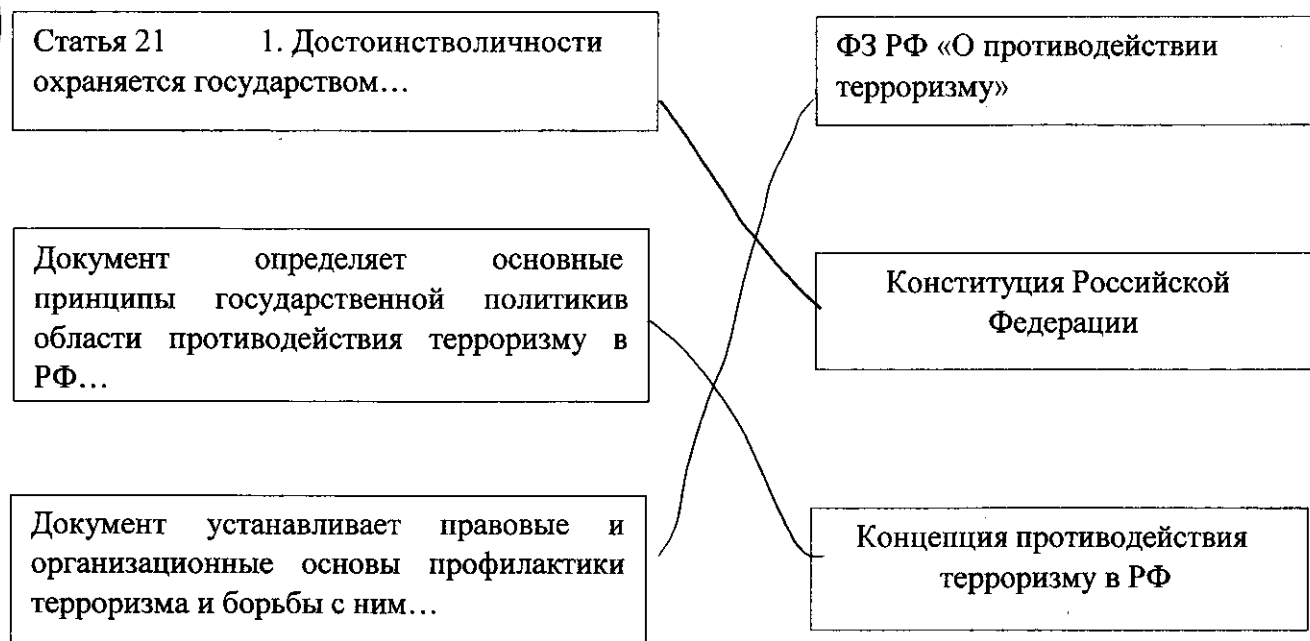 Статья 21 1. Достоинстволичности
охраняется государством...
ФЗ РФ «О противодействии
терроризму»
Документ определяет основные
принципы государственной политикив
области противодействия терроризму в
РФ...
Конституция Российской
Федерации
Документ устанавливает правовые и
организационные основы профилактики
терроризма и борьбы с ним...
Концепция противодействия
терроризму в РФ